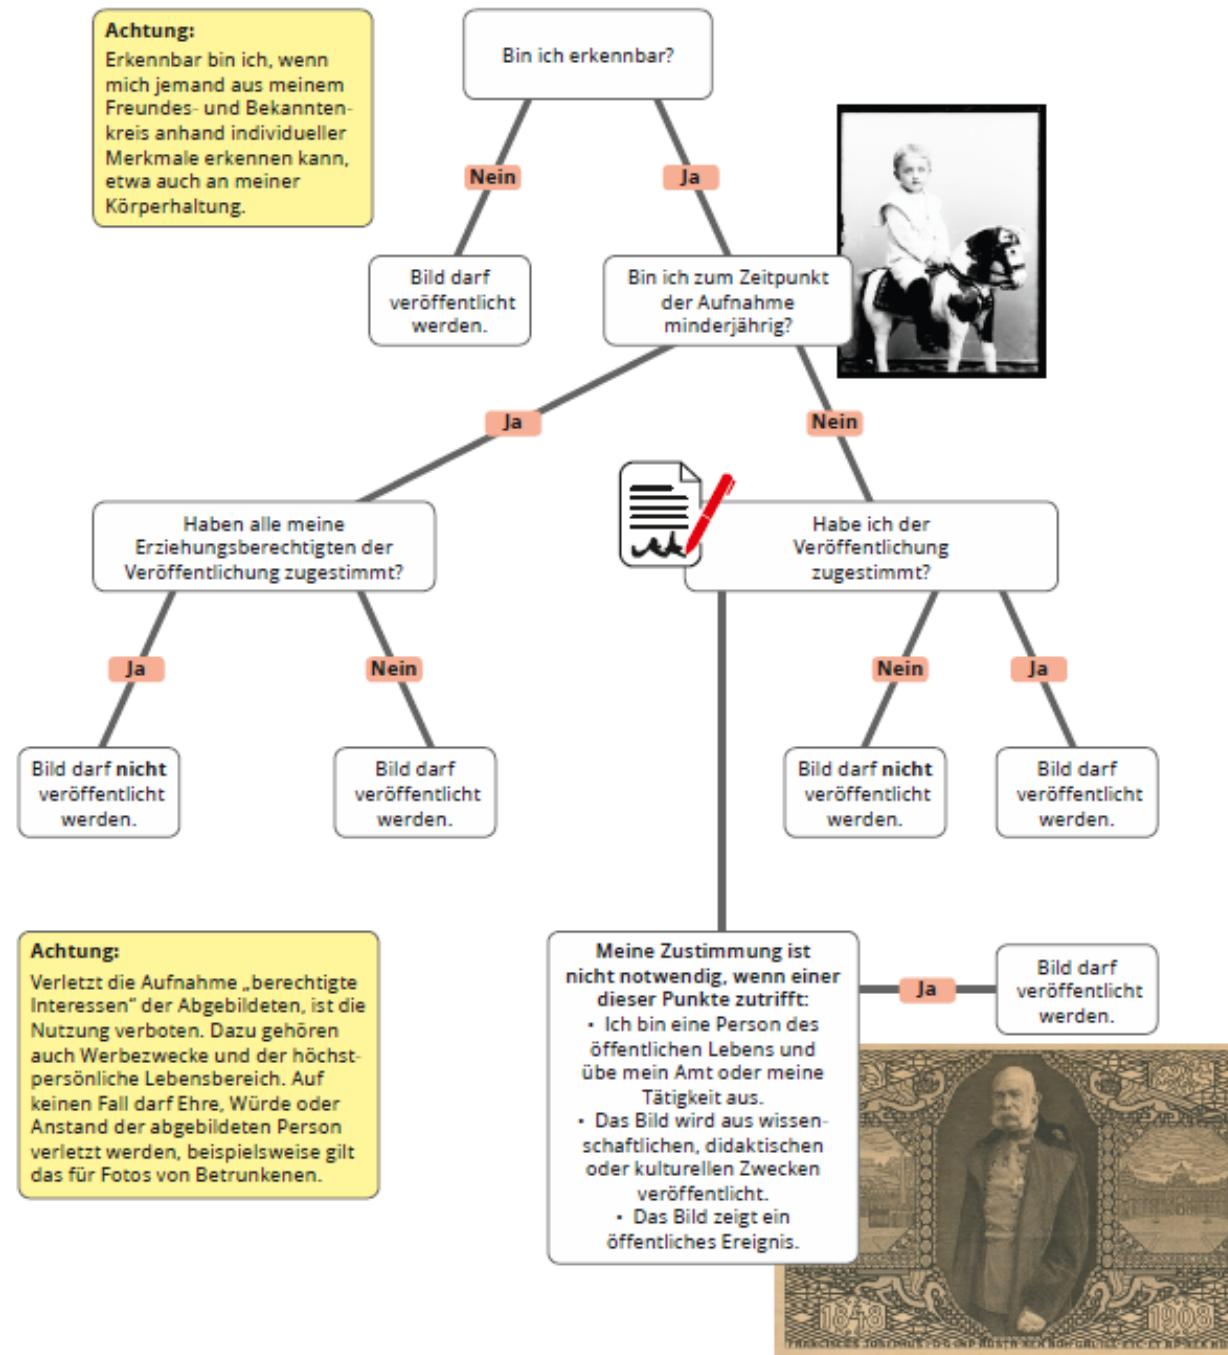 Achtung:
Erkennbar bin ich, wenn
mich jemand aus meinem
Freundes- und Bekannten-
kreis anhand individueller
Merkmale erkennen kann,
etwa auch an meiner
Körperhaltung.
Bin ich erkennbar?
Nein
Ja
Bild darf
veröffentlicht
werden.
Bin ich zum Zeitpunkt
der Aufnahme
minderjährig?
Ja
Nein
Haben alle meine
Erziehungsberechtigten der
Veröffentlichung zugestimmt?
Habe ich der
Veröffentlichung
zugestimmt?
Ja
Nein
Nein
Ja
Bild darf nicht
veröffentlicht
werden.
Bild darf
veröffentlicht
werden.
Bild darf nicht
veröffentlicht
werden.
Bild darf
veröffentlicht
werden.
Achtung:
Verletzt die Aufnahme „berechtigte
Interessen“ der Abgebildeten, ist die
Nutzung verboten. Dazu gehören
auch Werbezwecke und der höchst-
persönliche Lebensbereich. Auf
keinen Fall darf Ehre, Würde oder
Anstand der abgebildeten Person
verletzt werden, beispielsweise gilt
das für Fotos von Betrunkenen.
Meine Zustimmung ist
nicht notwendig, wenn einer
dieser Punkte zutrifft:
• Ich bin eine Person des
öffentlichen Lebens und
übe mein Amt oder meine
Tätigkeit aus.
• Das Bild wird aus wissen-
schaftlichen, didaktischen
oder kulturellen Zwecken
veröffentlicht.
• Das Bild zeigt ein
öffentliches Ereignis.
Ja
Bild darf
veröffentlicht
werden.
1848 1908